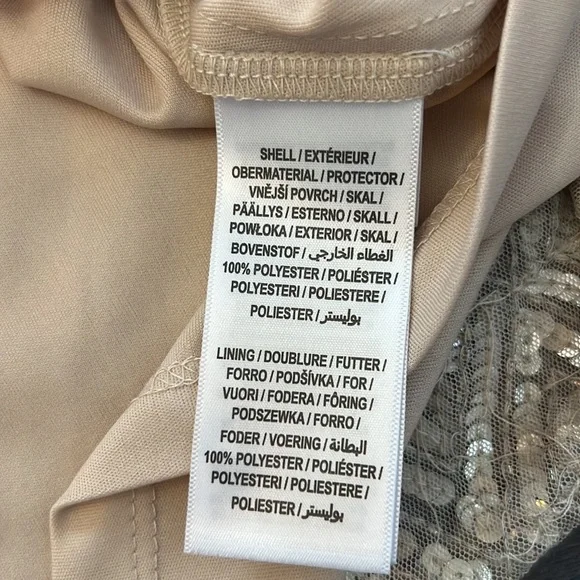 SHELL / EXTÉRIEUR /
OBERMATERIAL / PROTECTOR /
VNĚJŠÍ POVRCH / SKAL /
PÄÄLLYS / ESTERNO / SKALL /
POWŁOKA / EXTERIOR / SKAL /
BOVENSTOF / الغطاء الخارجي /
100% POLYESTER / POLIÉSTER /
POLYESTERI / POLIESTERE /
POLIESTER / بوليستر
LINING / DOUBLURE / FUTTER /
FORRO / PODŠÍVKA / FOR /
VUORI / FODERA / FÔRING /
PODSZEWKA / FORRO /
FODER / VOERING / البطانة /
100% POLYESTER / POLIÉSTER /
POLYESTERI / POLIESTERE /
POLIESTER / بوليستر